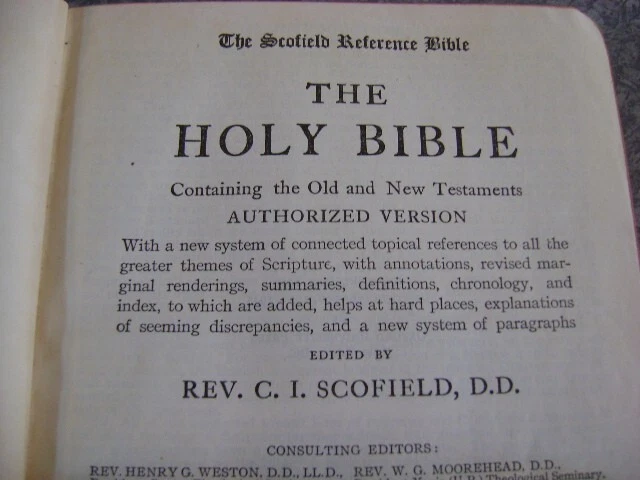 The Scofield Reference Bible
THE
HOLY BIBLE
Containing the Old and New Testaments
AUTHORIZED VERSION
With a new system of connected topical references to all the
greater themes of Scripture, with annotations, revised mar-
ginal renderings, summaries, definitions, chronology, and
index, to which are added, helps at hard places, explanations
of seeming discrepancies, and a new system of paragraphs
EDITED BY
REV. C. I. SCOFIELD, D.D.
CONSULTING EDITORS:
REV. HENRY G. WESTON, D.D., LL.D., REV. W. G. MOOREHEAD, D.D.,
Theological Seminary,